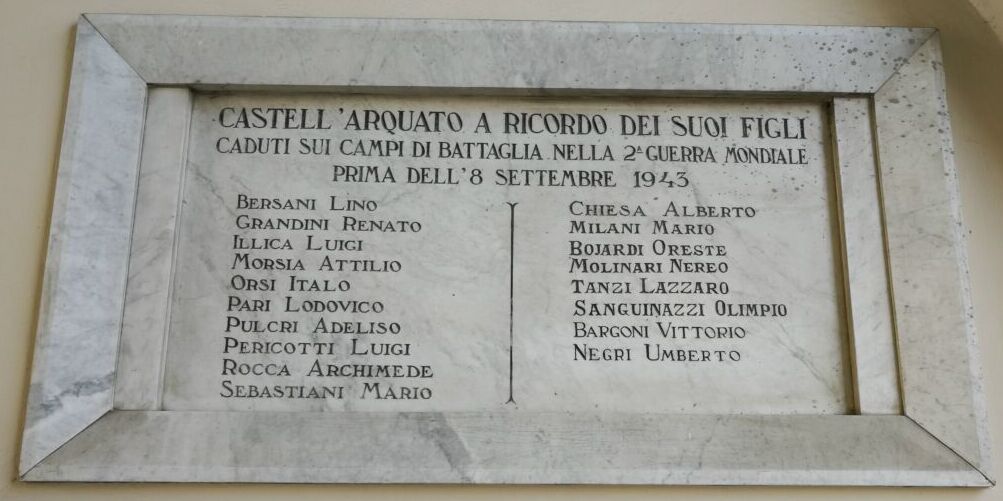 CASTELL'ARQUATO A RICORDO DEI SUOI FIGLI
CADUTI SUI CAMPI DI BATTAGLIA NELLA 2ª GUERRA MONDIALE
PRIMA DELL'8 SETTEMBRE 1943
BERSANI LINO
GRANDINI RENATO
ILLICA LUIGI
MORSIA ATTILIO
ORSI ITALO
PARI LODOVICO
PULCRI ADELISO
PERICOTTI LUIGI
ROCCA ARCHIMEDE
SEBASTIANI MARIO
CHIESA ALBERTO
MILANI MARIO
BOJARDI ORESTE
MOLINARI NEREO
TANZI LAZZARO
SANGUINAZZI OLIMPIO
BARGONI VITTORIO
NEGRI UMBERTO